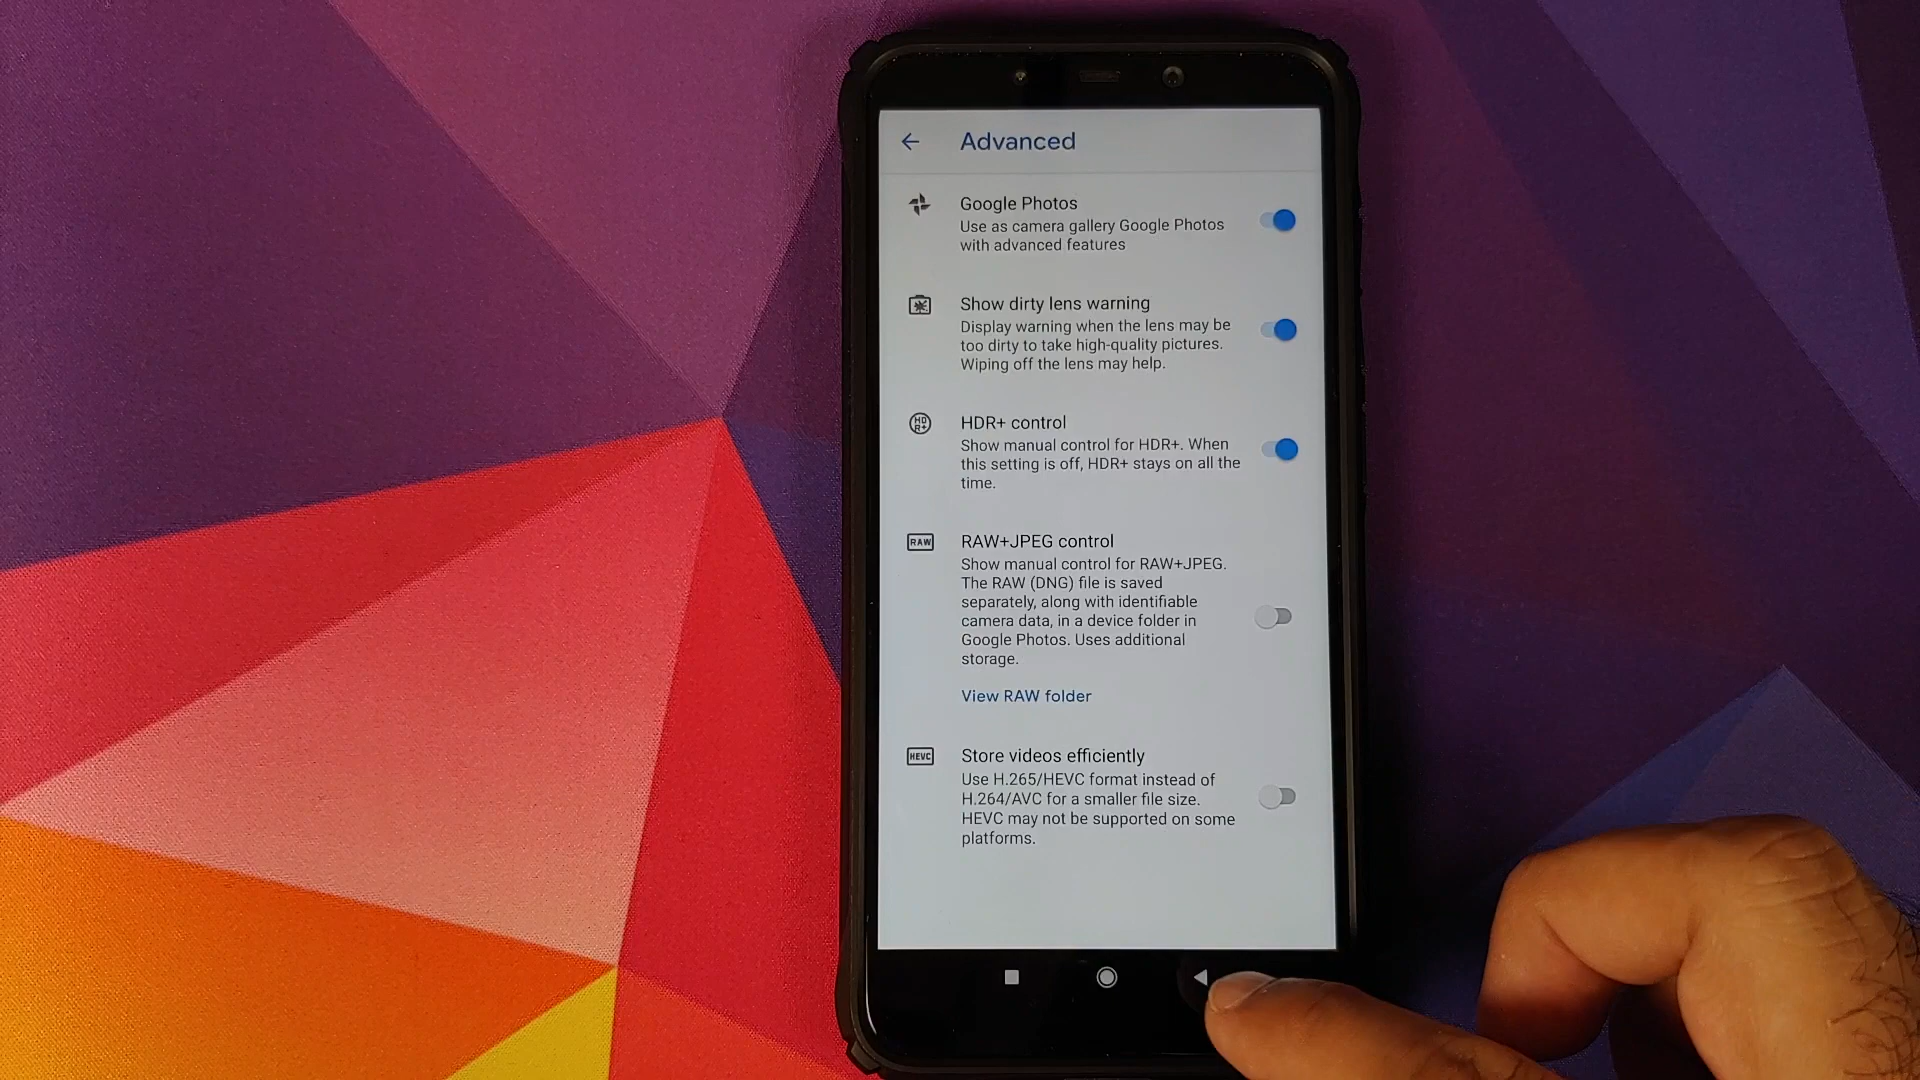 Advanced
Google Photos
Use as camera gallery Google Photos
with advanced features
Show dirty lens warning
Display warning when the lens may be
too dirty to take high-quality pictures.
Wiping off the lens may help.
HD
R+
HDR+ control
Show manual control for HDR+. When
this setting is off, HDR+ stays on all the
time.
RAW
RAW+JPEG control
Show manual control for RAW+JPEG.
The RAW (DNG) file is saved
separately, along with identifiable
camera data, in a device folder in
Google Photos. Uses additional
storage.
View RAW folder
HEVC
Store videos efficiently
Use H.265/HEVC format instead of
H.264/AVC for a smaller file size.
HEVC may not be supported on some
platforms.